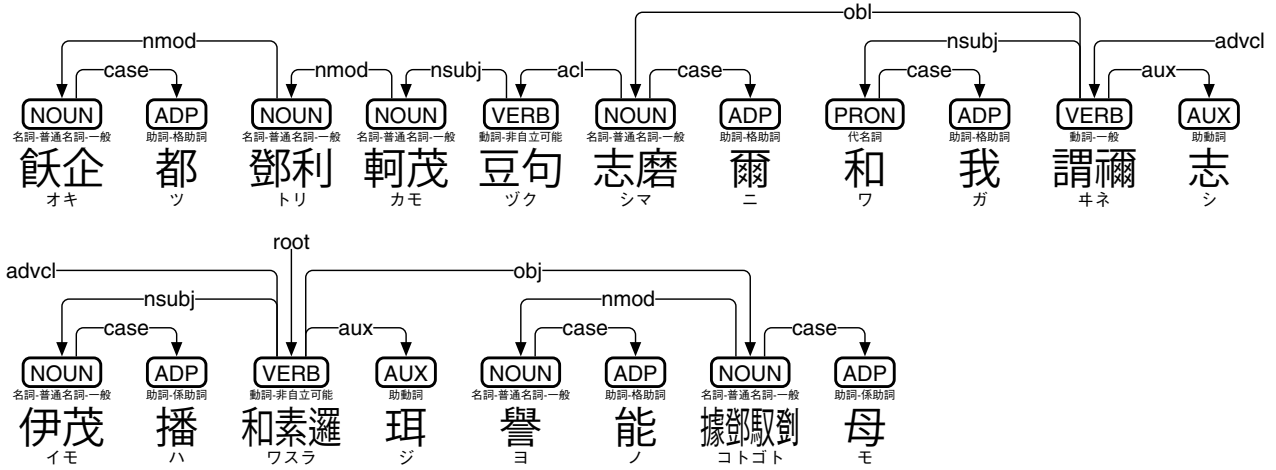 obl
nmod nsubj advcl
case nmod nsubj acl case case aux
NOUN ADP NOUN NOUN VERB NOUN ADP PRON ADP VERB AUX
名詞-普通名詞-一般 助詞-格助詞 名詞-普通名詞-一般 名詞-普通名詞-一般 動詞-非自立可能 名詞-普通名詞-一般 助詞-格助詞 代名詞 助詞-格助詞 動詞-一般 助動詞
飫企 都 鄧利 軻茂 豆句 志磨 爾 和 我 謂禰 志
オキ ツ トリ カモ ヅク シマ ニ ワ ガ ヰネ シ
root
advcl obj
nsubj nmod
case aux case case
NOUN ADP VERB AUX NOUN ADP NOUN ADP
名詞-普通名詞-一般 助詞-係助詞 動詞-非自立可能 助動詞 名詞-普通名詞-一般 助詞-格助詞 名詞-普通名詞-一般 助詞-係助詞
伊茂 播 和素邏 珥 譽 能 據鄧馭鄧 母
イモ ハ ワスラ ジ ヨ ノ コトゴト モ